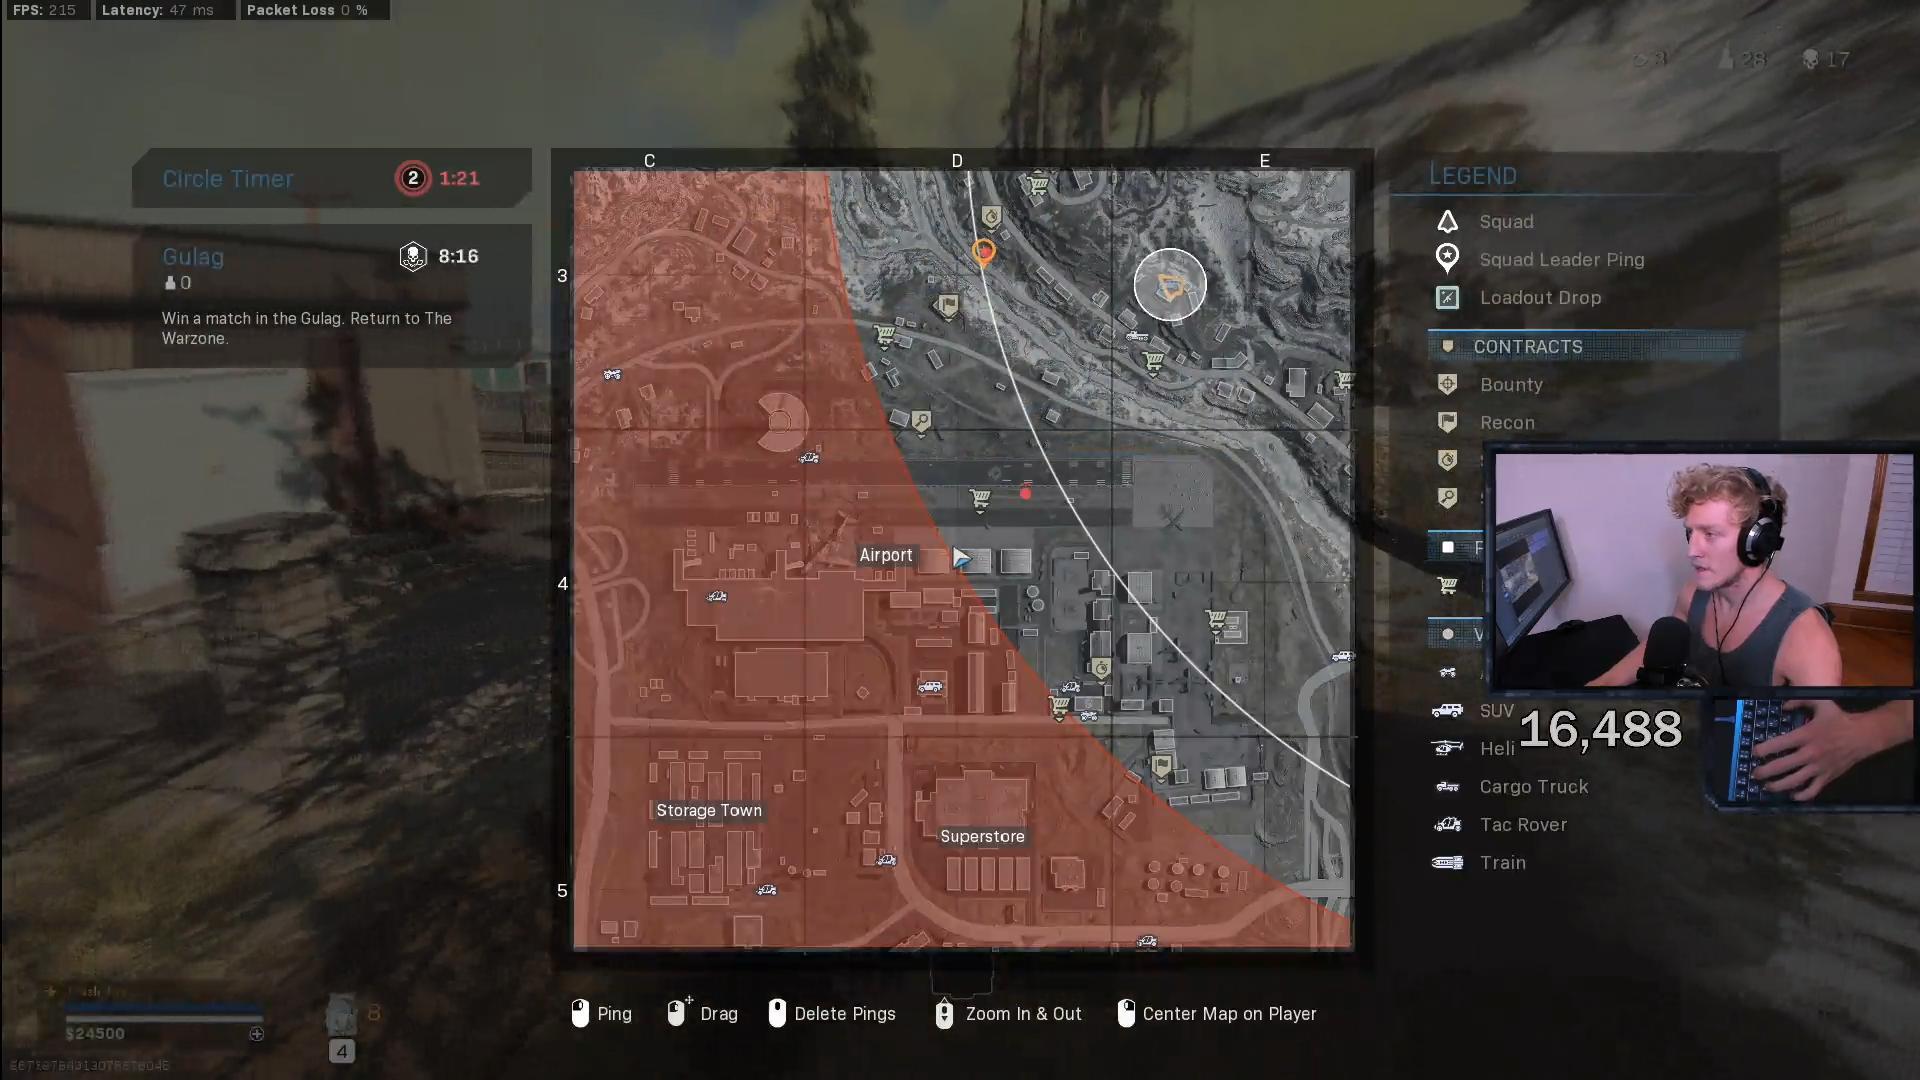 FPS: 215 Latency: 47 ms Packet Loss 0 %
28 17
Circle Timer 2 1:21
Gulag 8:16
0
Win a match in the Gulag. Return to The
Warzone.
C D E
3
4
5
Airport
Storage Town
Superstore
LEGEND
Squad
Squad Leader Ping
Loadout Drop
CONTRACTS
Bounty
Recon
SUV
16,488
Heli
Cargo Truck
Tac Rover
Train
$24500
8
4
Ping Drag Delete Pings Zoom In & Out Center Map on Player